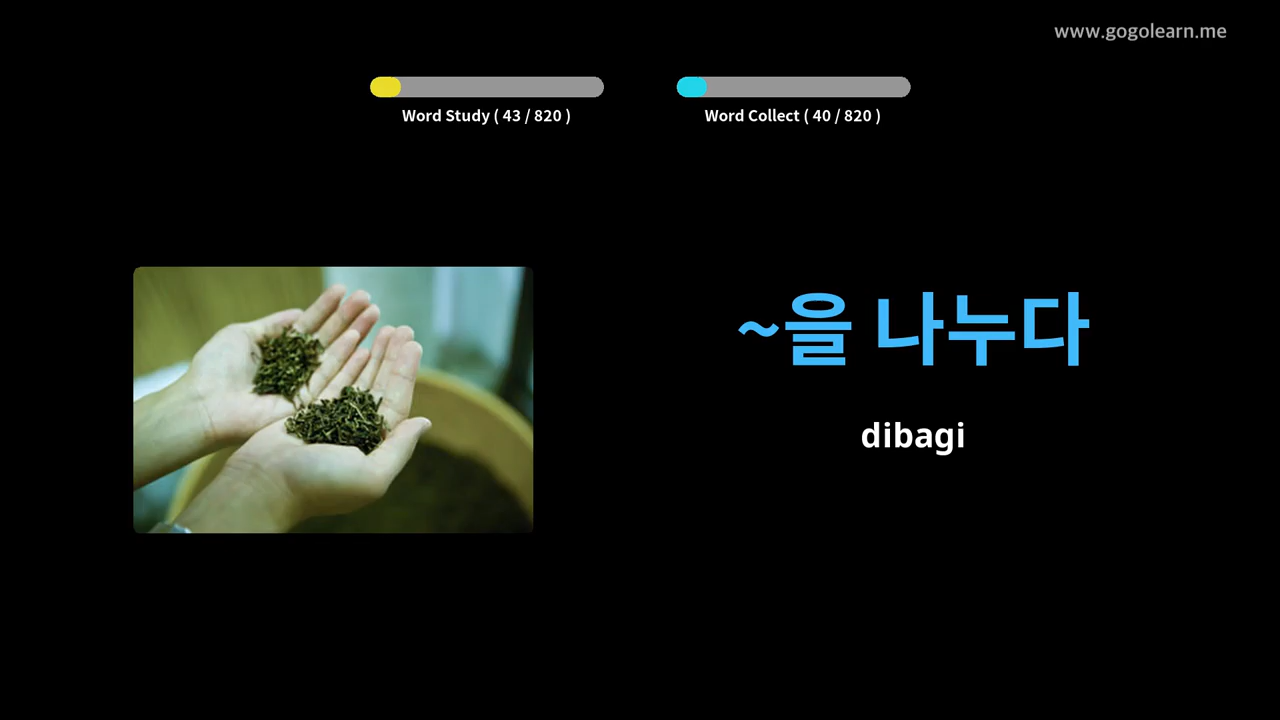 www.gogolearn.me
Word Study ( 43 / 820 )
Word Collect ( 40 / 820 )
~을 나누다
dibagi